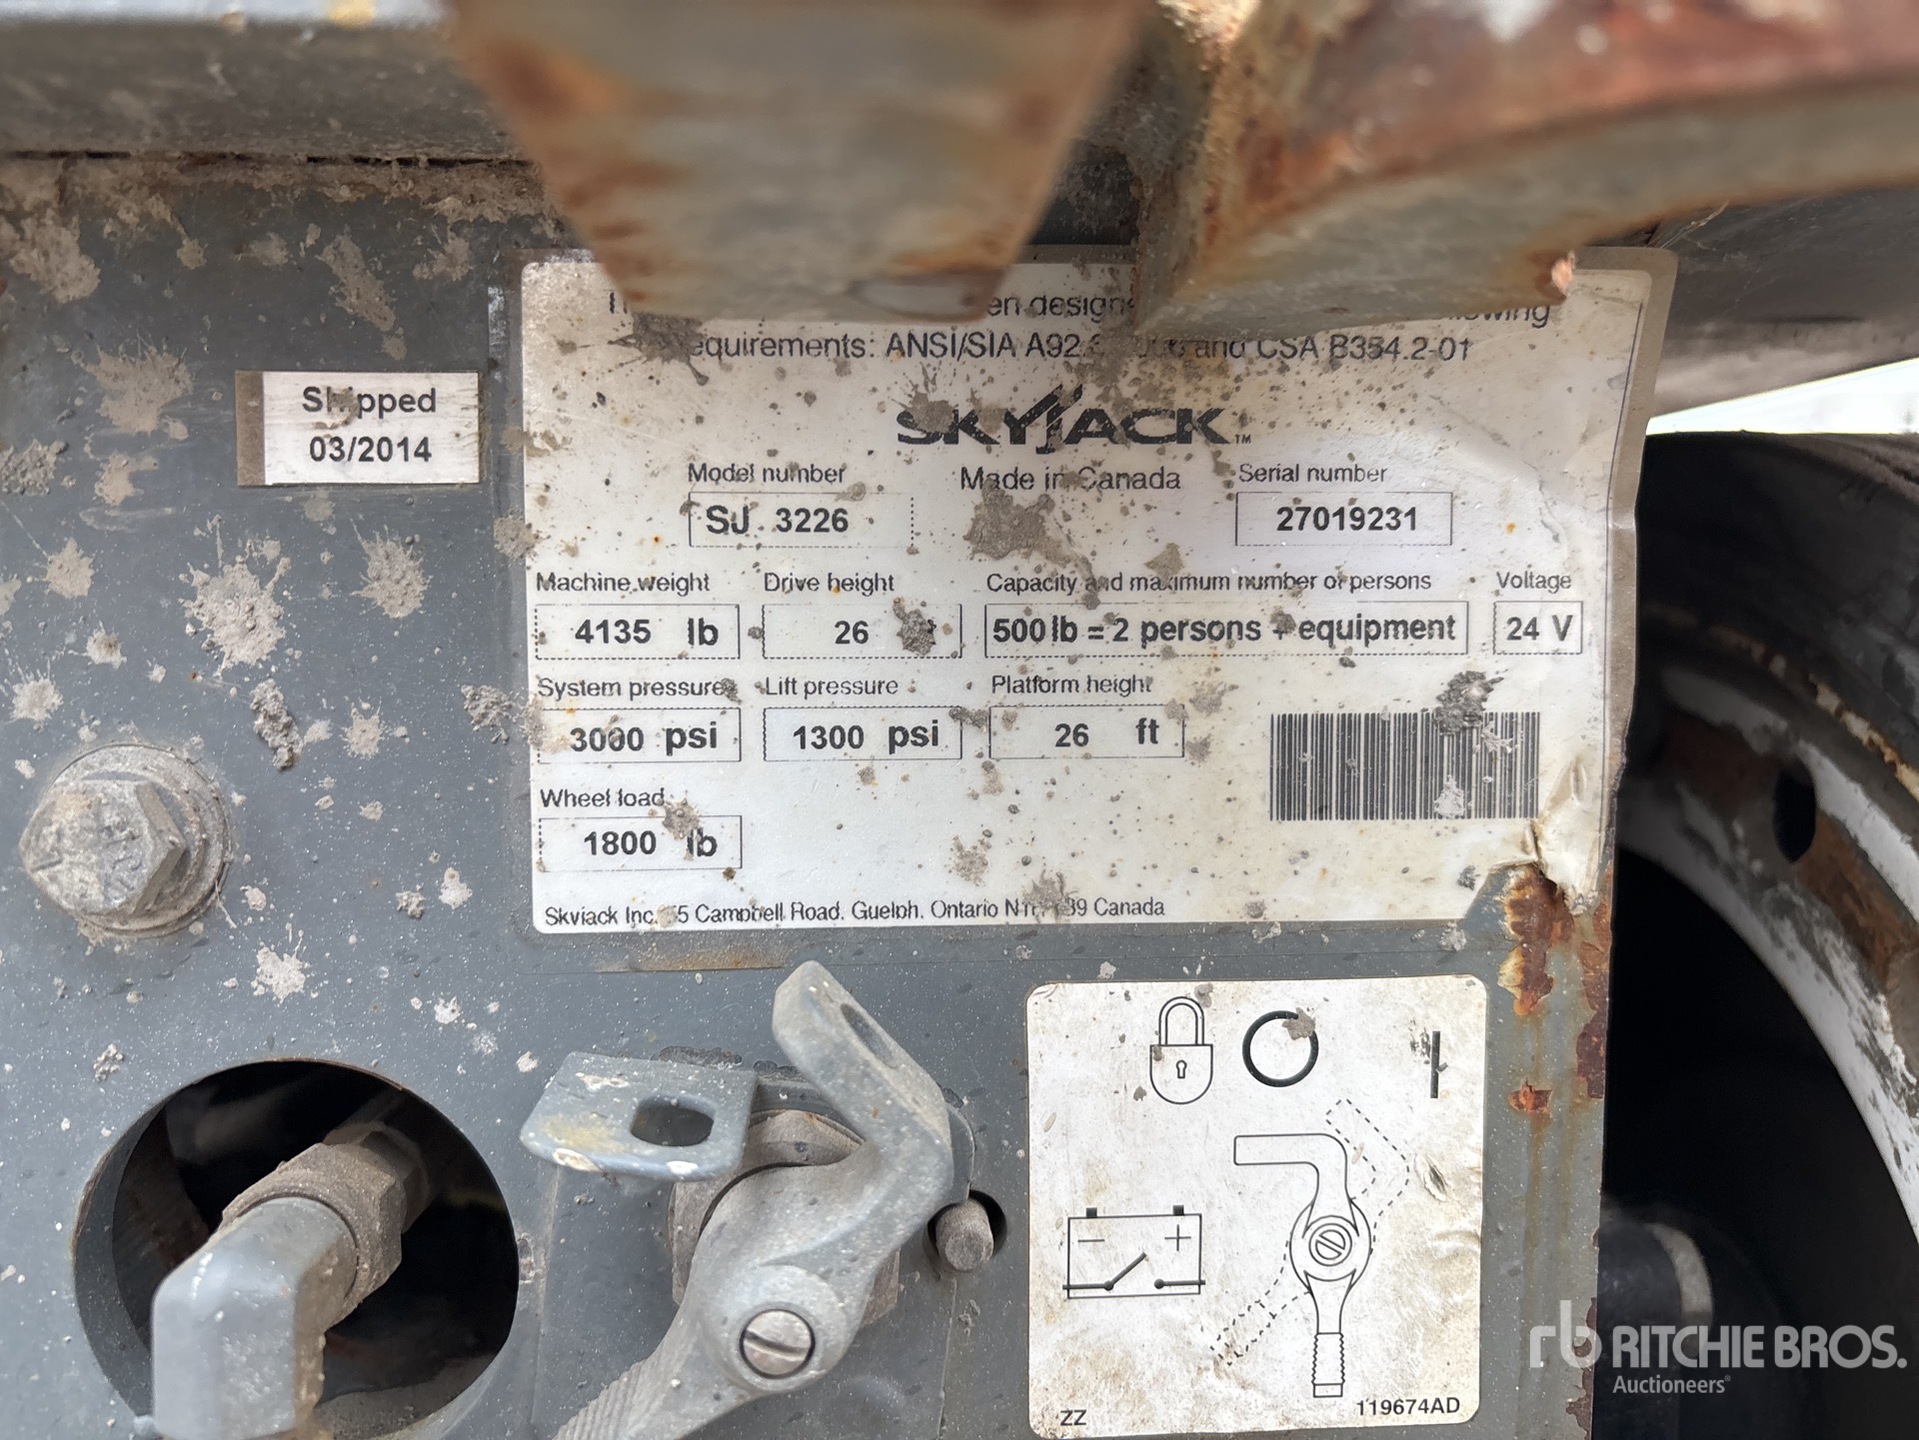 en
requirements: ANSI/SIA A92 and CSA B354.2-01
Shipped
03/2014
SKYJACK™
Model number
Made in Canada
Serial number
SJ 3226
27019231
Machine weight
Drive height
Capacity and maximum number of persons
Voltage
4135 lb
26
500 lb = 2 persons + equipment
24 V
System pressure
Lift pressure
Platform height
3000 psi
1300 psi
26 ft
Wheel load
1800 lb
Skyjack Inc. Campbell Road, Guelph, Ontario Canada
- +
ZZ
119674AD
rb RITCHIE BROS.
Auctioneers®